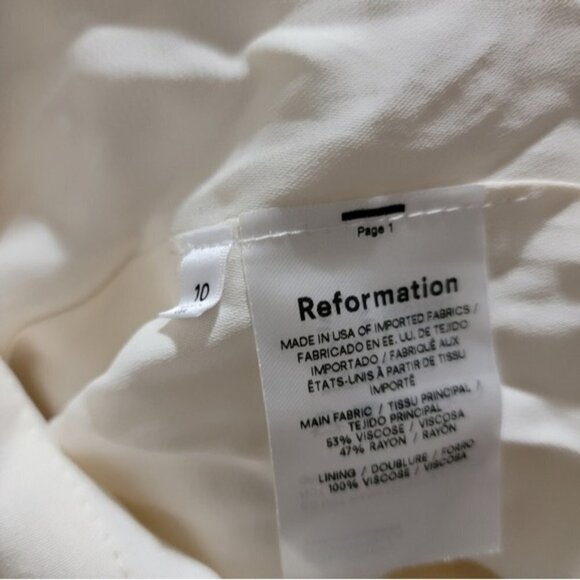 Page 1
10
Reformation
MADE IN USA OF IMPORTED FABRICS /
FABRICADO EN EE. UU. DE TEJIDO
IMPORTADO / FABRIQUÉ AUX
ÉTATS-UNIS À PARTIR DE TISSU
IMPORTÉ
MAIN FABRIC / TISSU PRINCIPAL /
TEJIDO PRINCIPAL
53% VISCOSE / VISCOSA
47% RAYON / RAYÓN
LINING / DOUBLURE / FORRO
100% VISCOSE / VISCOSA